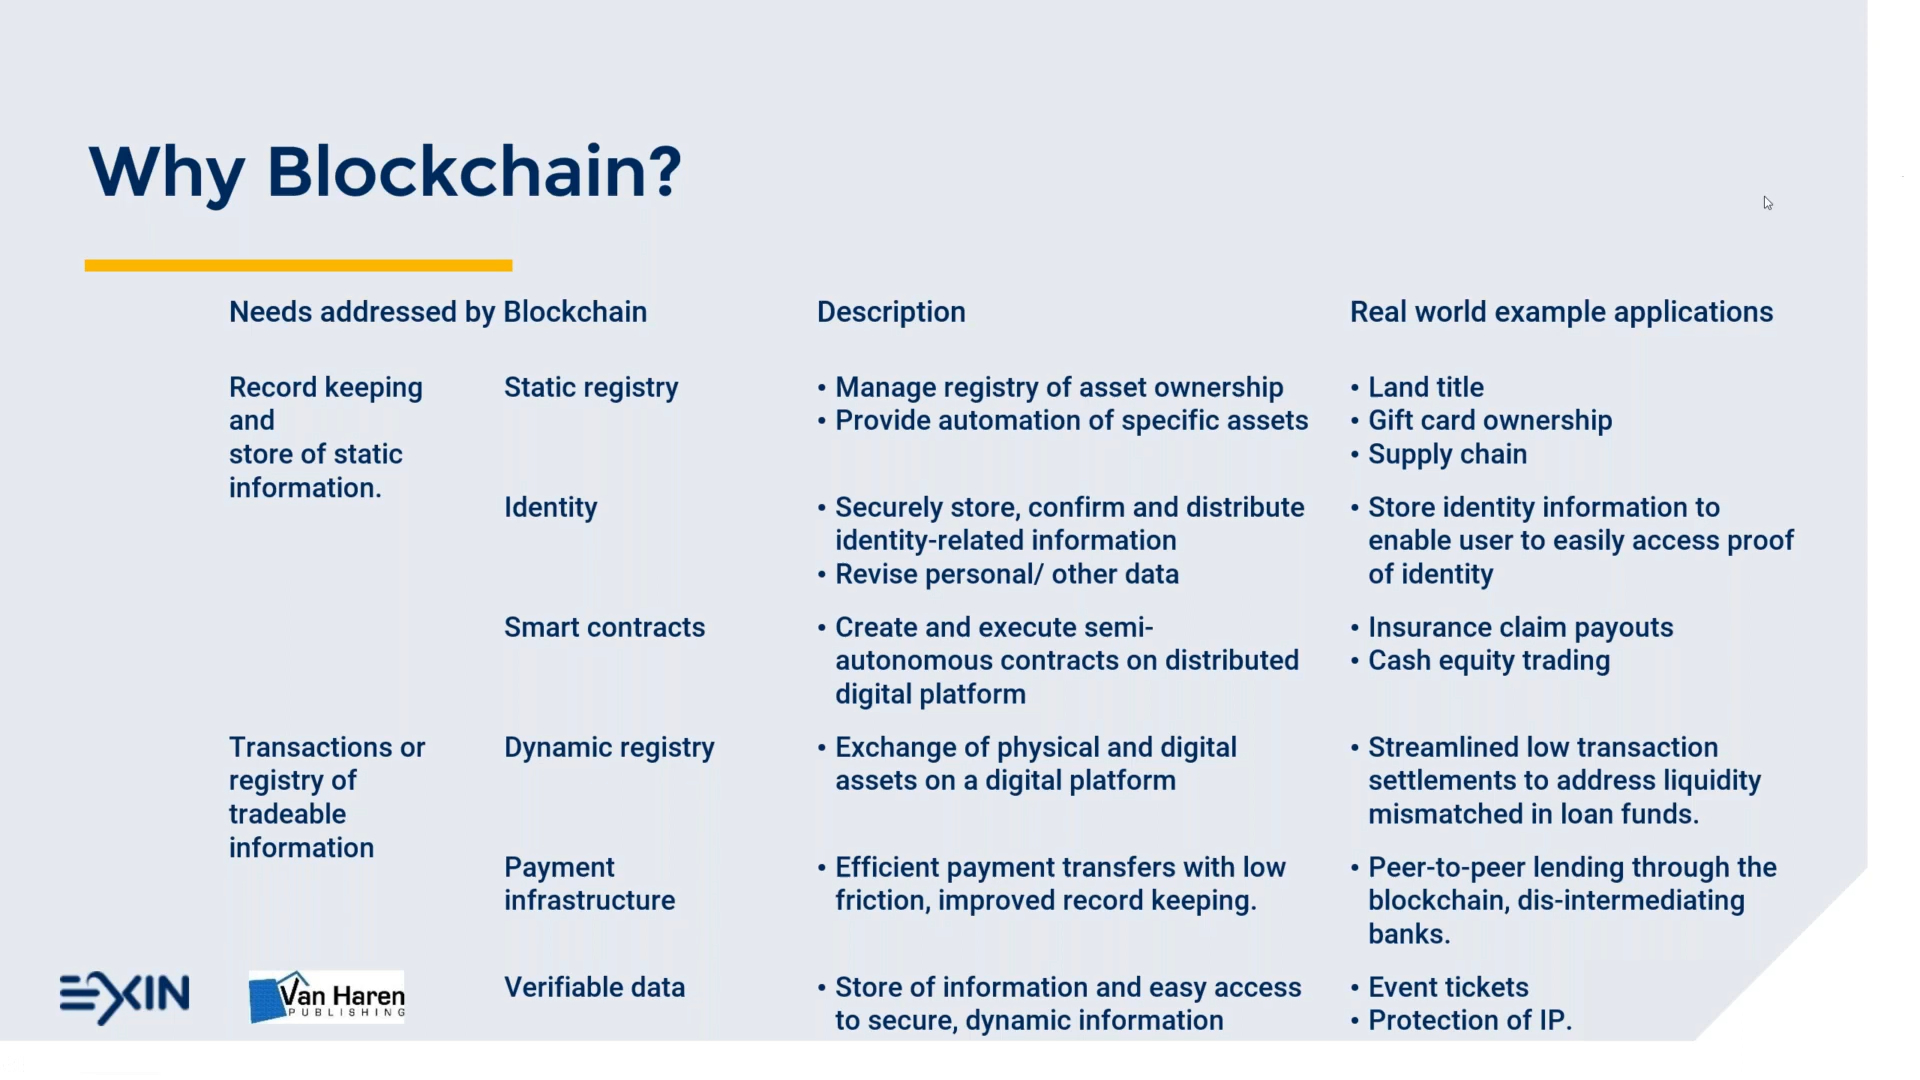 Why Blockchain?
Needs addressed by Blockchain
Description
Real world example applications
Record keeping
and
store of static
information.
Static registry
• Manage registry of asset ownership
• Provide automation of specific assets
• Land title
• Gift card ownership
• Supply chain
Identity
• Securely store, confirm and distribute
identity-related information
• Revise personal/ other data
• Store identity information to
enable user to easily access proof
of identity
Smart contracts
• Create and execute semi-
autonomous contracts on distributed
digital platform
• Insurance claim payouts
• Cash equity trading
Transactions or
registry of
tradeable
information
Dynamic registry
• Exchange of physical and digital
assets on a digital platform
• Streamlined low transaction
settlements to address liquidity
mismatched in loan funds.
Payment
infrastructure
• Efficient payment transfers with low
friction, improved record keeping.
• Peer-to-peer lending through the
blockchain, dis-intermediating
banks.
Verifiable data
• Store of information and easy access
to secure, dynamic information
• Event tickets
• Protection of IP.
EXIN
Van Haren
PUBLISHING